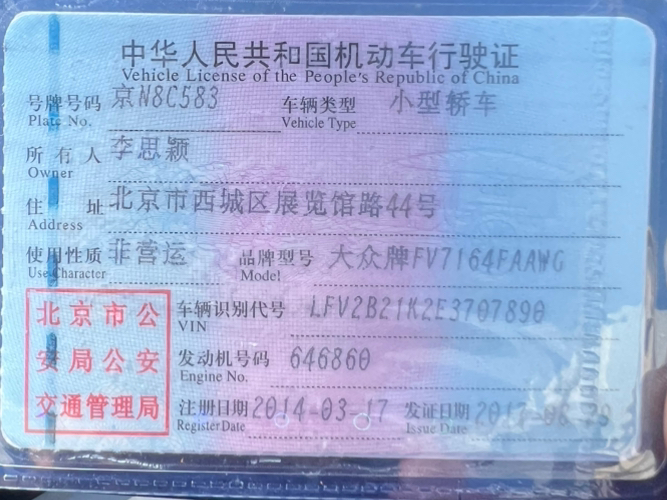 中华人民共和国机动车行驶证
Vehicle License of the People's Republic of China
号牌号码 京N8C583 车辆类型 小型轿车
Plate No. Vehicle Type
所有人 李思颖
Owner
住址 北京市西城区展览馆路44号
Address
使用性质 非营运 品牌型号 大众牌FV7164FAAWG
Use Character Model
车辆识别代号 LFV2B21K2E3707890
VIN
发动机号码 646860
Engine No.
注册日期 2014-03-17 发证日期
Register Date Issue Date
北京市公
安局公安
交通管理局